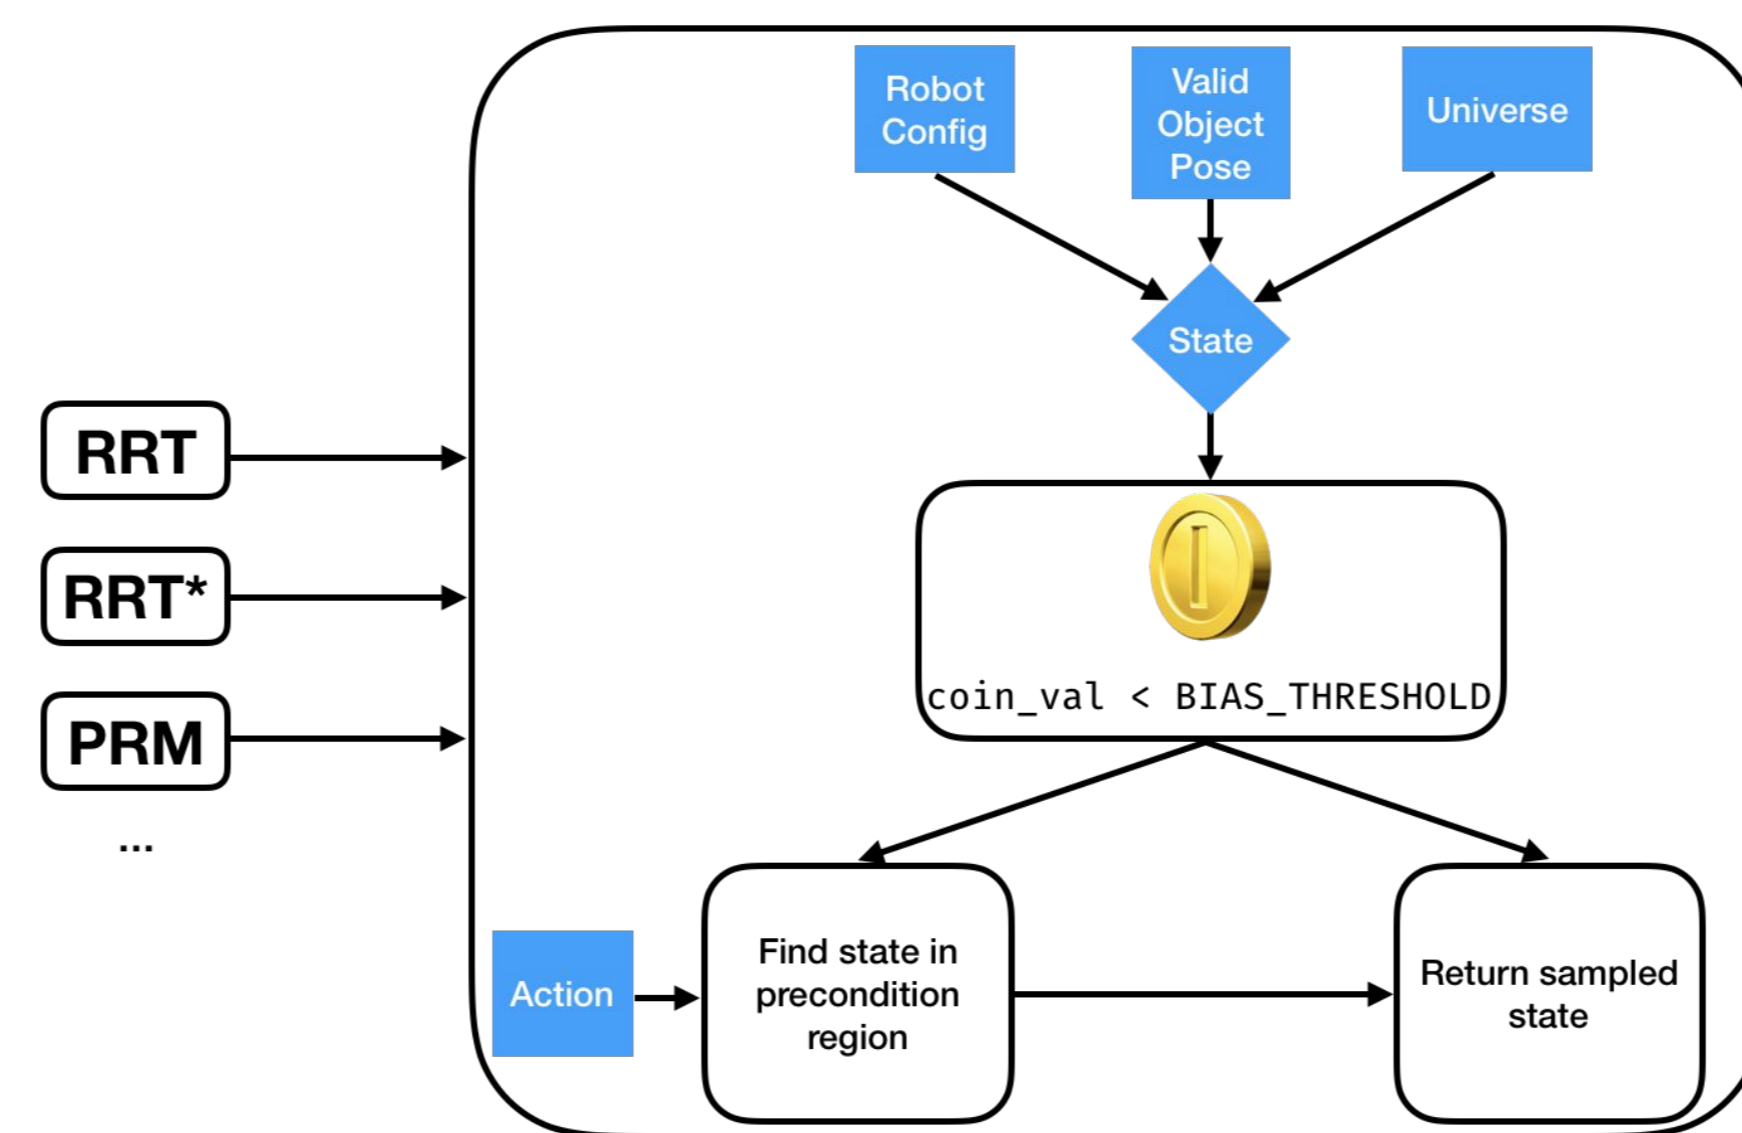 Robot
Config
Valid
Object
Pose
Universe
State
RRT
RRT*
PRM
...
coin_val < BIAS_THRESHOLD
Action
Find state in
precondition
region
Return sampled
state